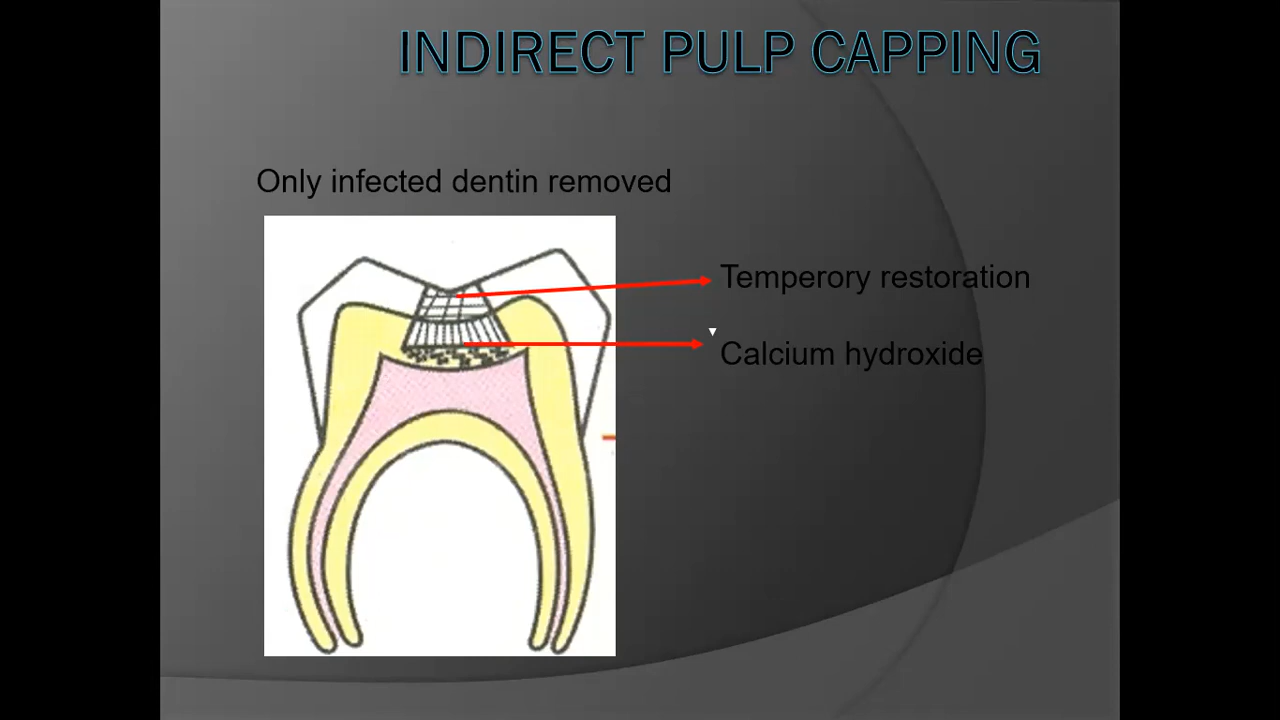 INDIRECT PULP CAPPING
Only infected dentin removed
Temperory restoration
Calcium hydroxide